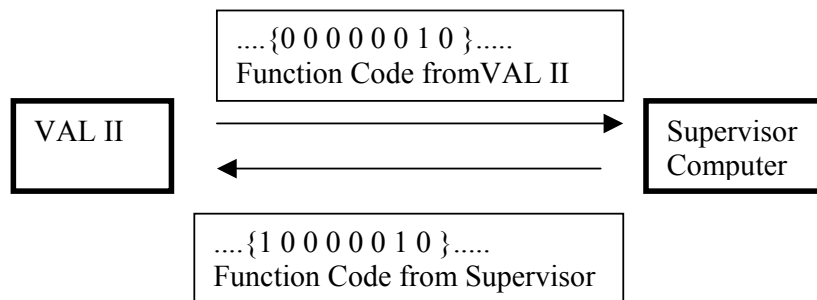 ....{0 0 0 0 0 0 1 0 }.....
Function Code fromVAL II
VAL II
Supervisor
Computer
....{1 0 0 0 0 0 1 0 }.....
Function Code from Supervisor